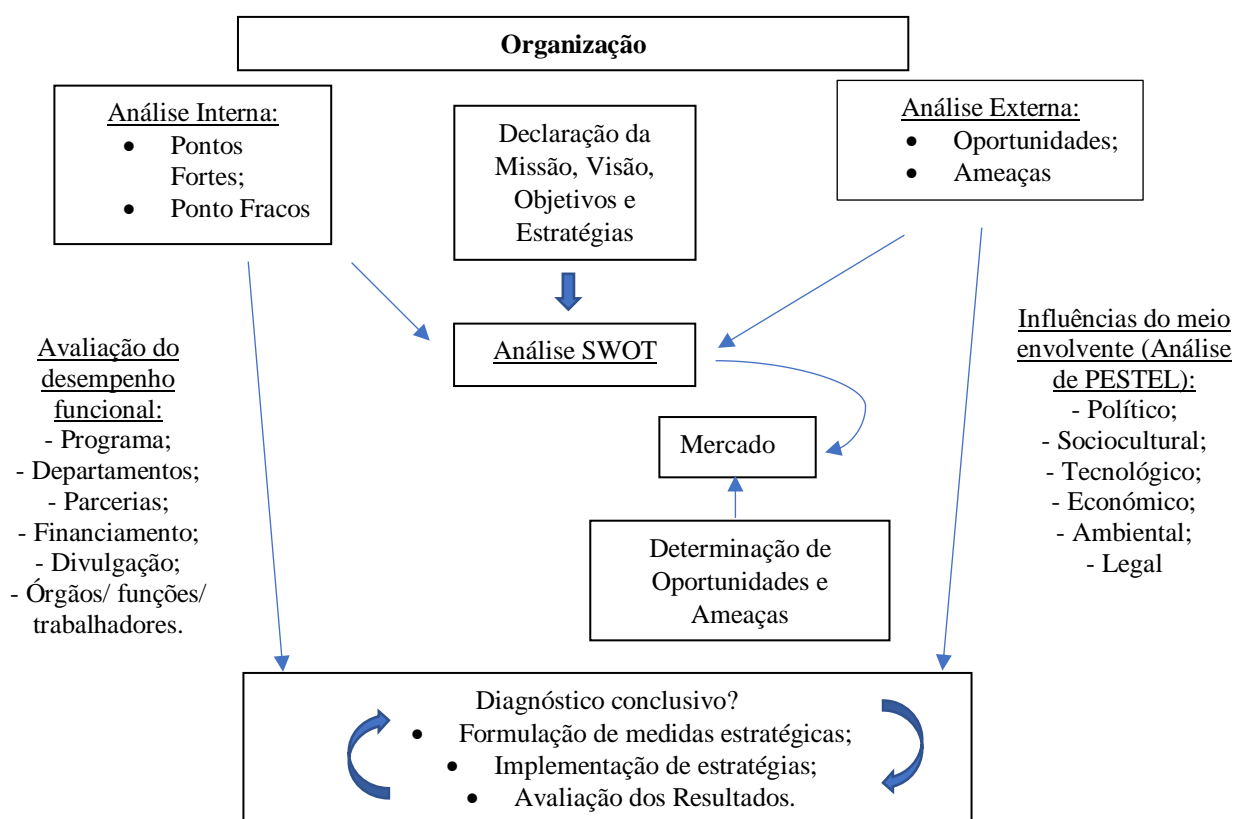 Organização
Análise Interna:
• Pontos
Fortes;
• Ponto Fracos
Declaração da
Missão, Visão,
Objetivos e
Estratégias
Análise Externa:
• Oportunidades;
• Ameaças
Análise SWOT
Avaliação do
desempenho
funcional:
- Programa;
- Departamentos;
- Parcerias;
- Financiamento;
- Divulgação;
- Órgãos/ funções/
trabalhadores.
Mercado
Determinação de
Oportunidades e
Ameaças
Influências do meio
envolvente (Análise
de PESTEL):
- Político;
- Sociocultural;
- Tecnológico;
- Económico;
- Ambiental;
- Legal
Diagnóstico conclusivo?
• Formulação de medidas estratégicas;
• Implementação de estratégias;
• Avaliação dos Resultados.